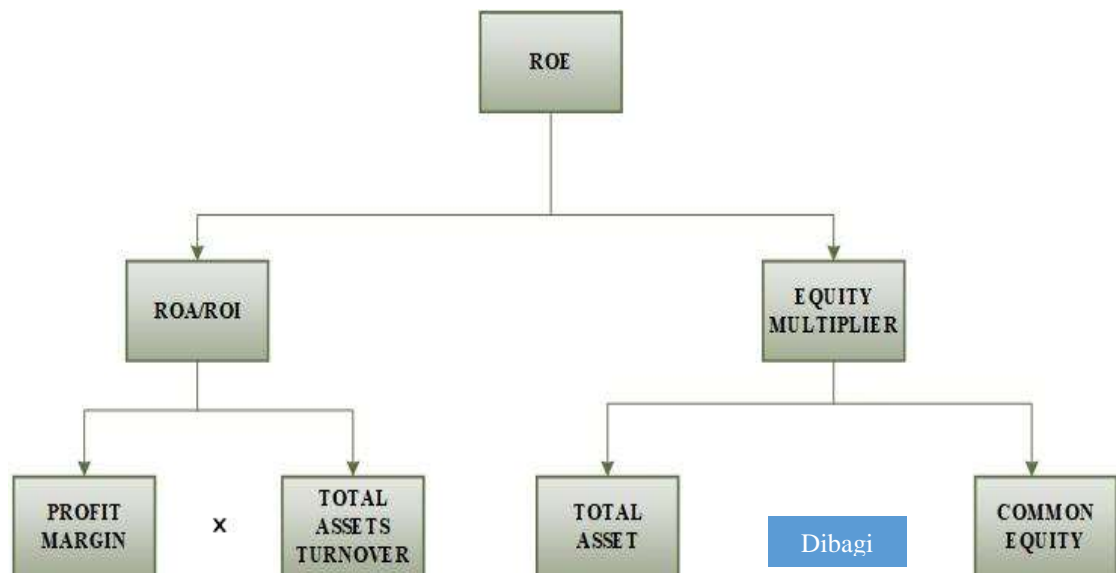 ROE
ROA/ROI
EQUITY
MULTIPLIER
PROFIT
MARGIN
x
TOTAL
ASSETS
TURNOVER
TOTAL
ASSET
Dibagi
COMMON
EQUITY